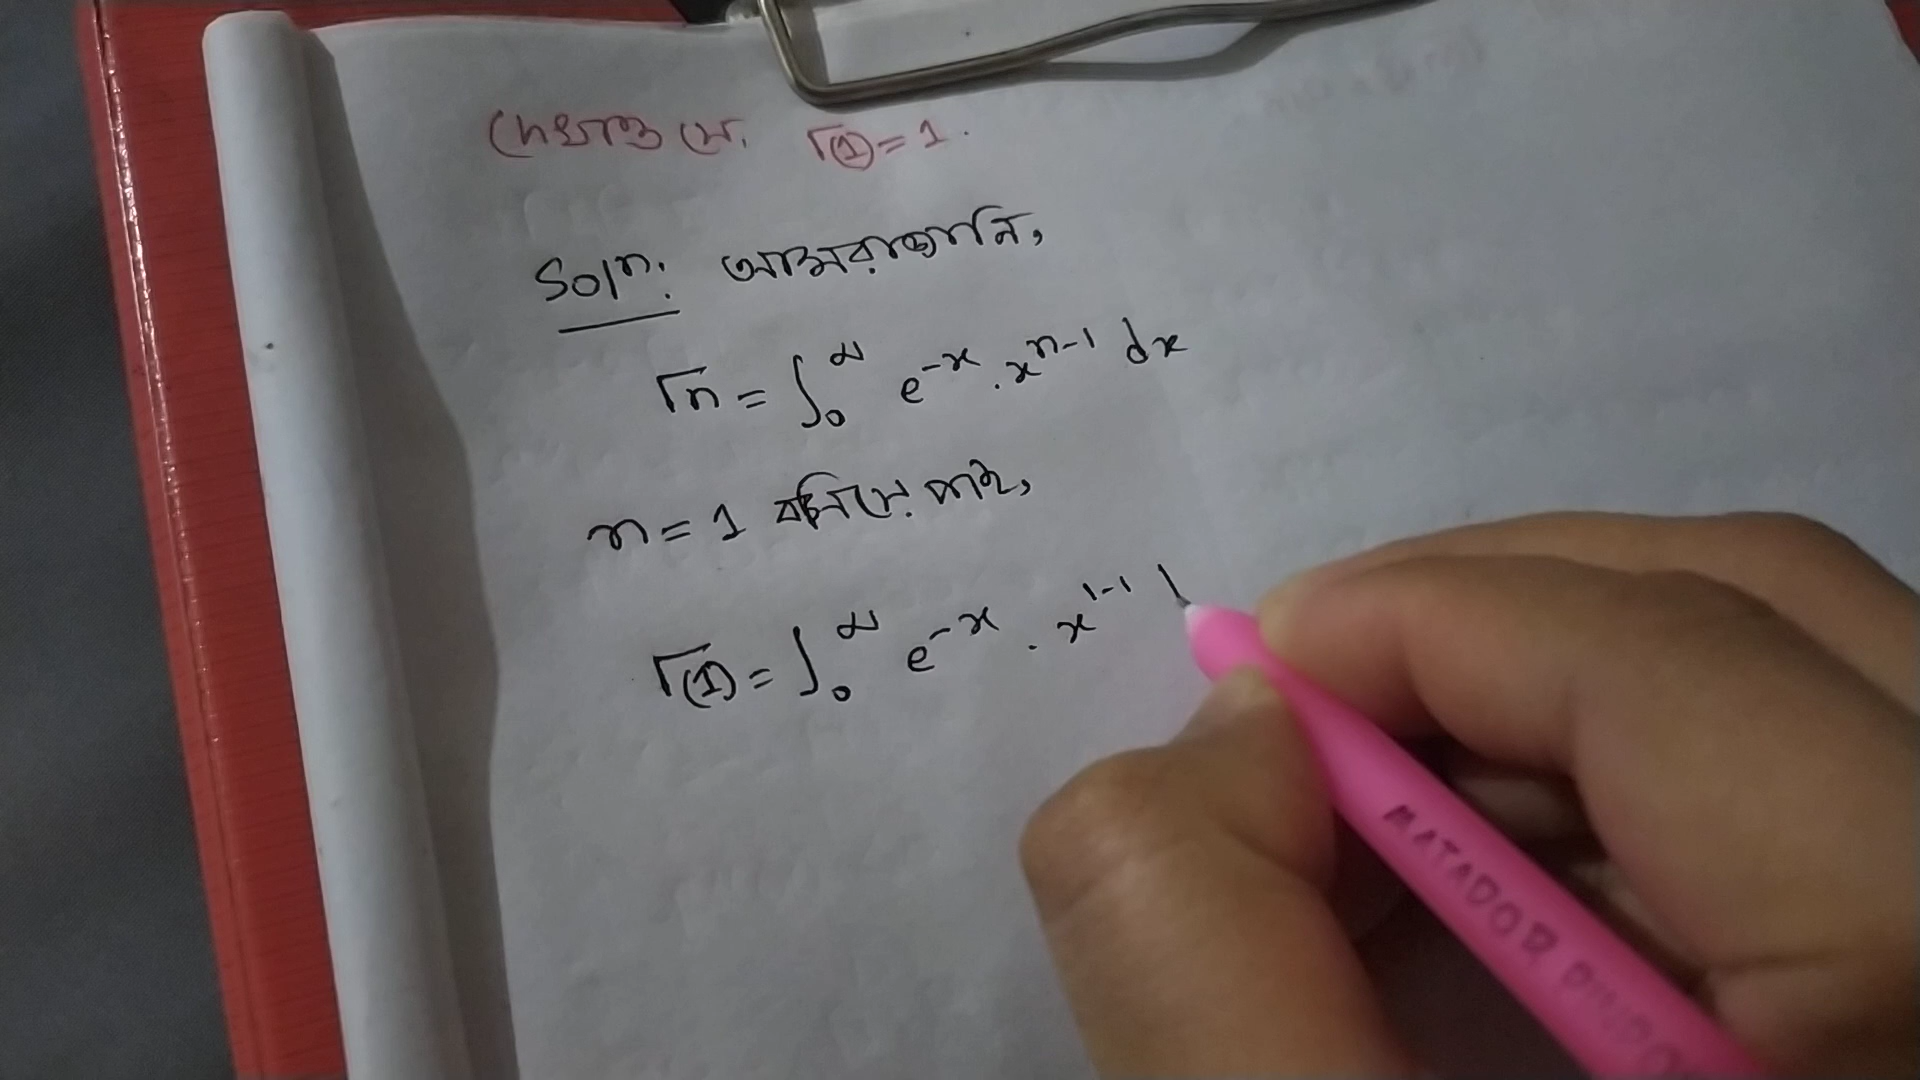 দেখাও যে, Γ(1) = 1.
Solⁿ: আমরা জানি,
Γn = ∫₀^∞ e^-x . x^n-1 dx
n = 1 বসিয়ে পাই,
Γ(1) = ∫₀^∞ e^-x . x^1-1
MATADOR